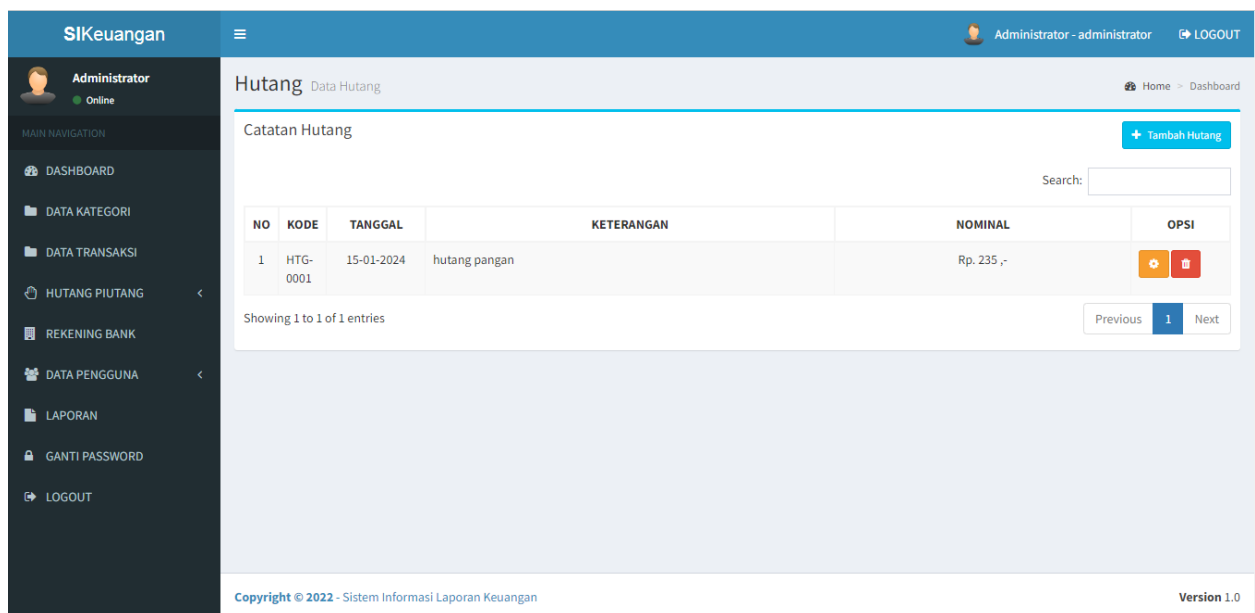 SIKeuangan
Administrator - administrator LOGOUT
Administrator
Online
MAIN NAVIGATION
DASHBOARD
DATA KATEGORI
DATA TRANSAKSI
HUTANG PIUTANG
REKENING BANK
DATA PENGGUNA
LAPORAN
GANTI PASSWORD
LOGOUT
Hutang Data Hutang
Home > Dashboard
Catatan Hutang
+ Tambah Hutang
Search:
NO KODE TANGGAL KETERANGAN NOMINAL OPSI
1 HTG- 15-01-2024 hutang pangan Rp. 235 ,-
0001
Showing 1 to 1 of 1 entries
Previous 1 Next
Copyright © 2022 - Sistem Informasi Laporan Keuangan
Version 1.0